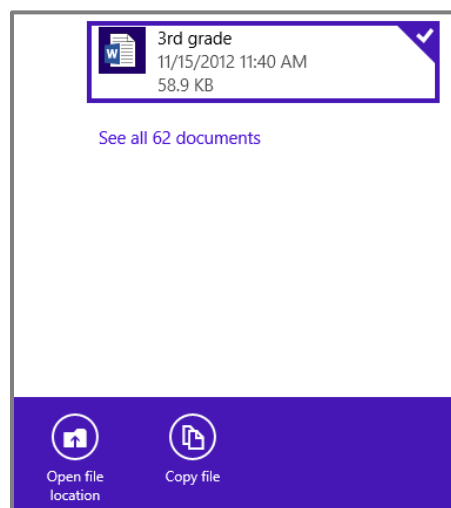 3rd grade
11/15/2012 11:40 AM
58.9 KB
See all 62 documents
Open file
location
Copy file